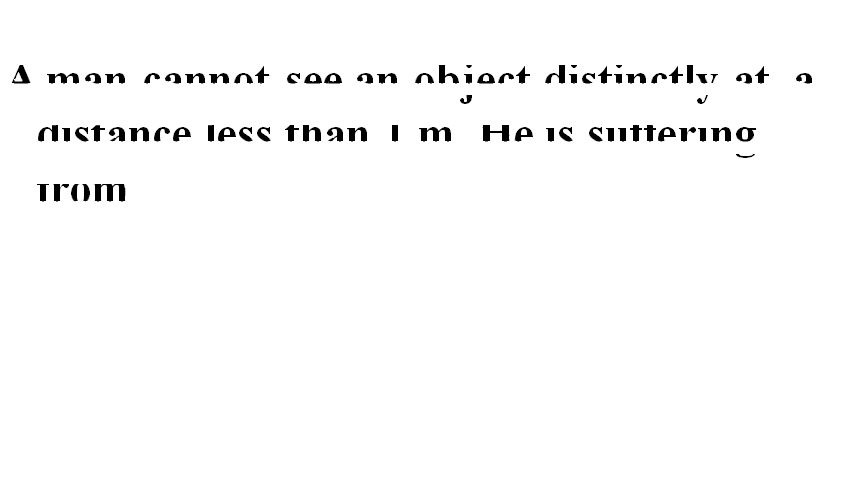 A man cannot see an object distinctly at a
distance less than 1 m. He is suffering
from